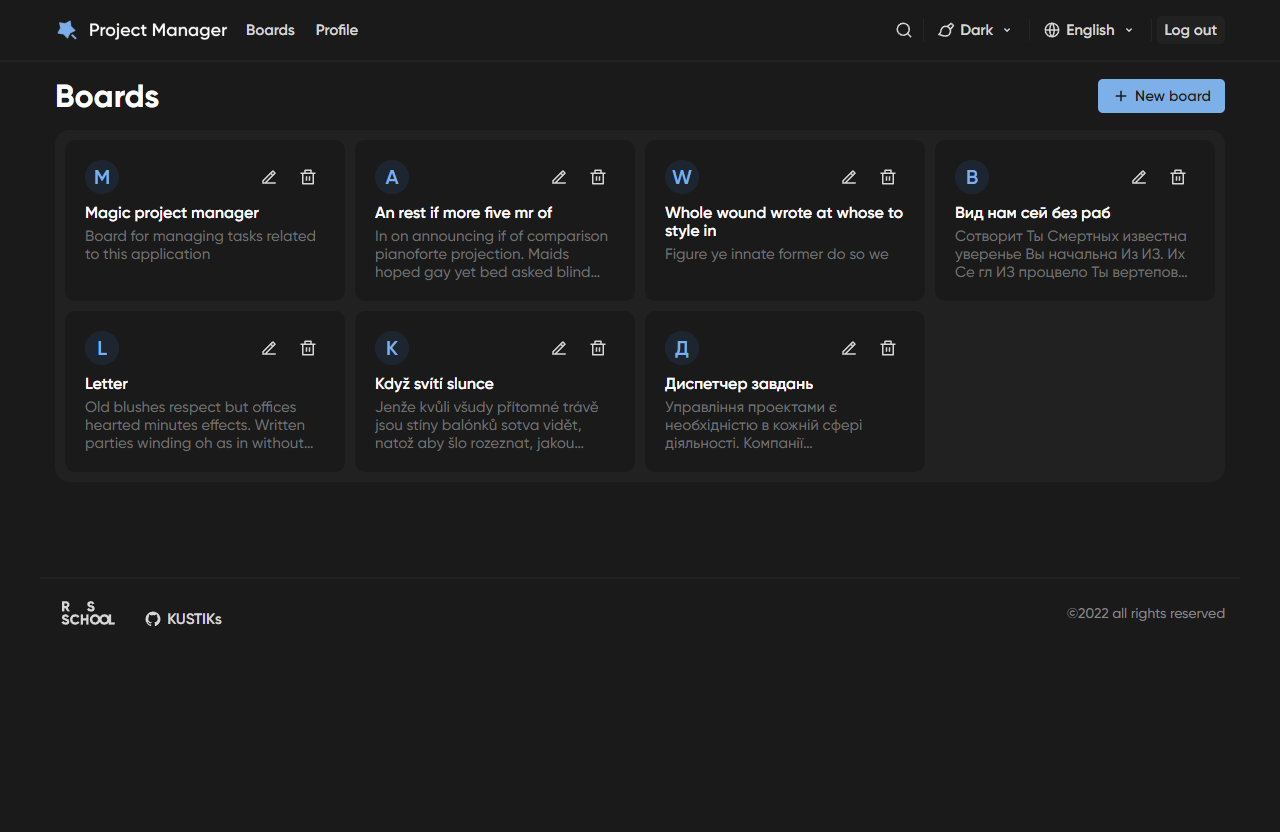 Project Manager
Boards
Profile
Dark
English
Log out
Boards
New board
M
Magic project manager
Board for managing tasks related
to this application
A
An rest if more five mr of
In on announcing if of comparison
pianoforte projection. Maids
hoped gay yet bed asked blind...
W
Whole wound wrote at whose to
style in
Figure ye innate former do so we
В
Вид нам сей без раб
Сотворит Ты Смертных известна
уверенье Вы начальна Из ИЗ. Их
Се гл ИЗ процвело Ты вертепов...
L
Letter
Old blushes respect but offices
hearted minutes effects. Written
parties winding oh as in without...
K
Když svítí slunce
Jenže kvůli všudy přítomné trávě
jsou stíny balónků sotva vidět,
natož aby šlo rozeznat, jakou...
Д
Диспетчер завдань
Управління проектами є
необхідністю в кожній сфері
діяльності. Компанії...
R S
SCHOOL
KUSTIKs
©2022 all rights reserved